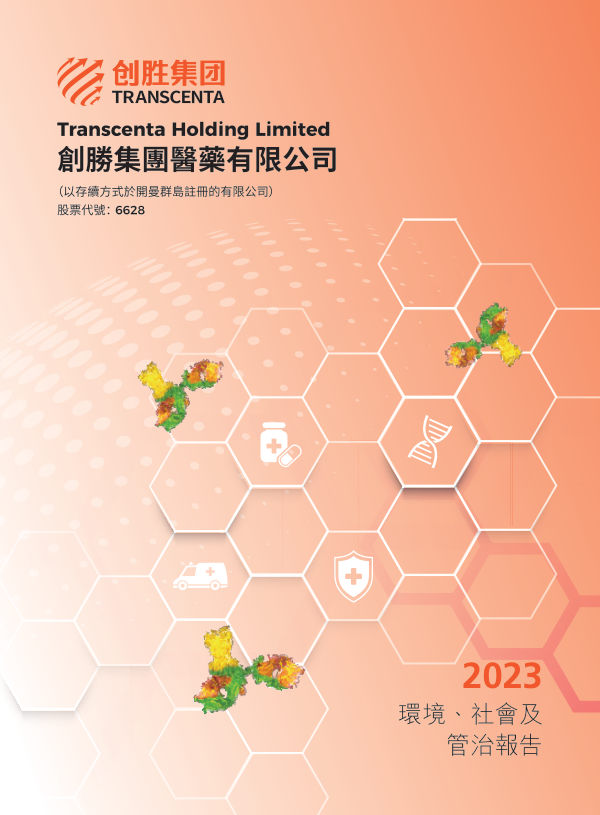 创胜集团
TRANSCENTA
Transcenta Holding Limited
創勝集團醫藥有限公司
（以存續方式於開曼群島註冊的有限公司）
股票代號：6628
2023
環境、社會及
管治報告